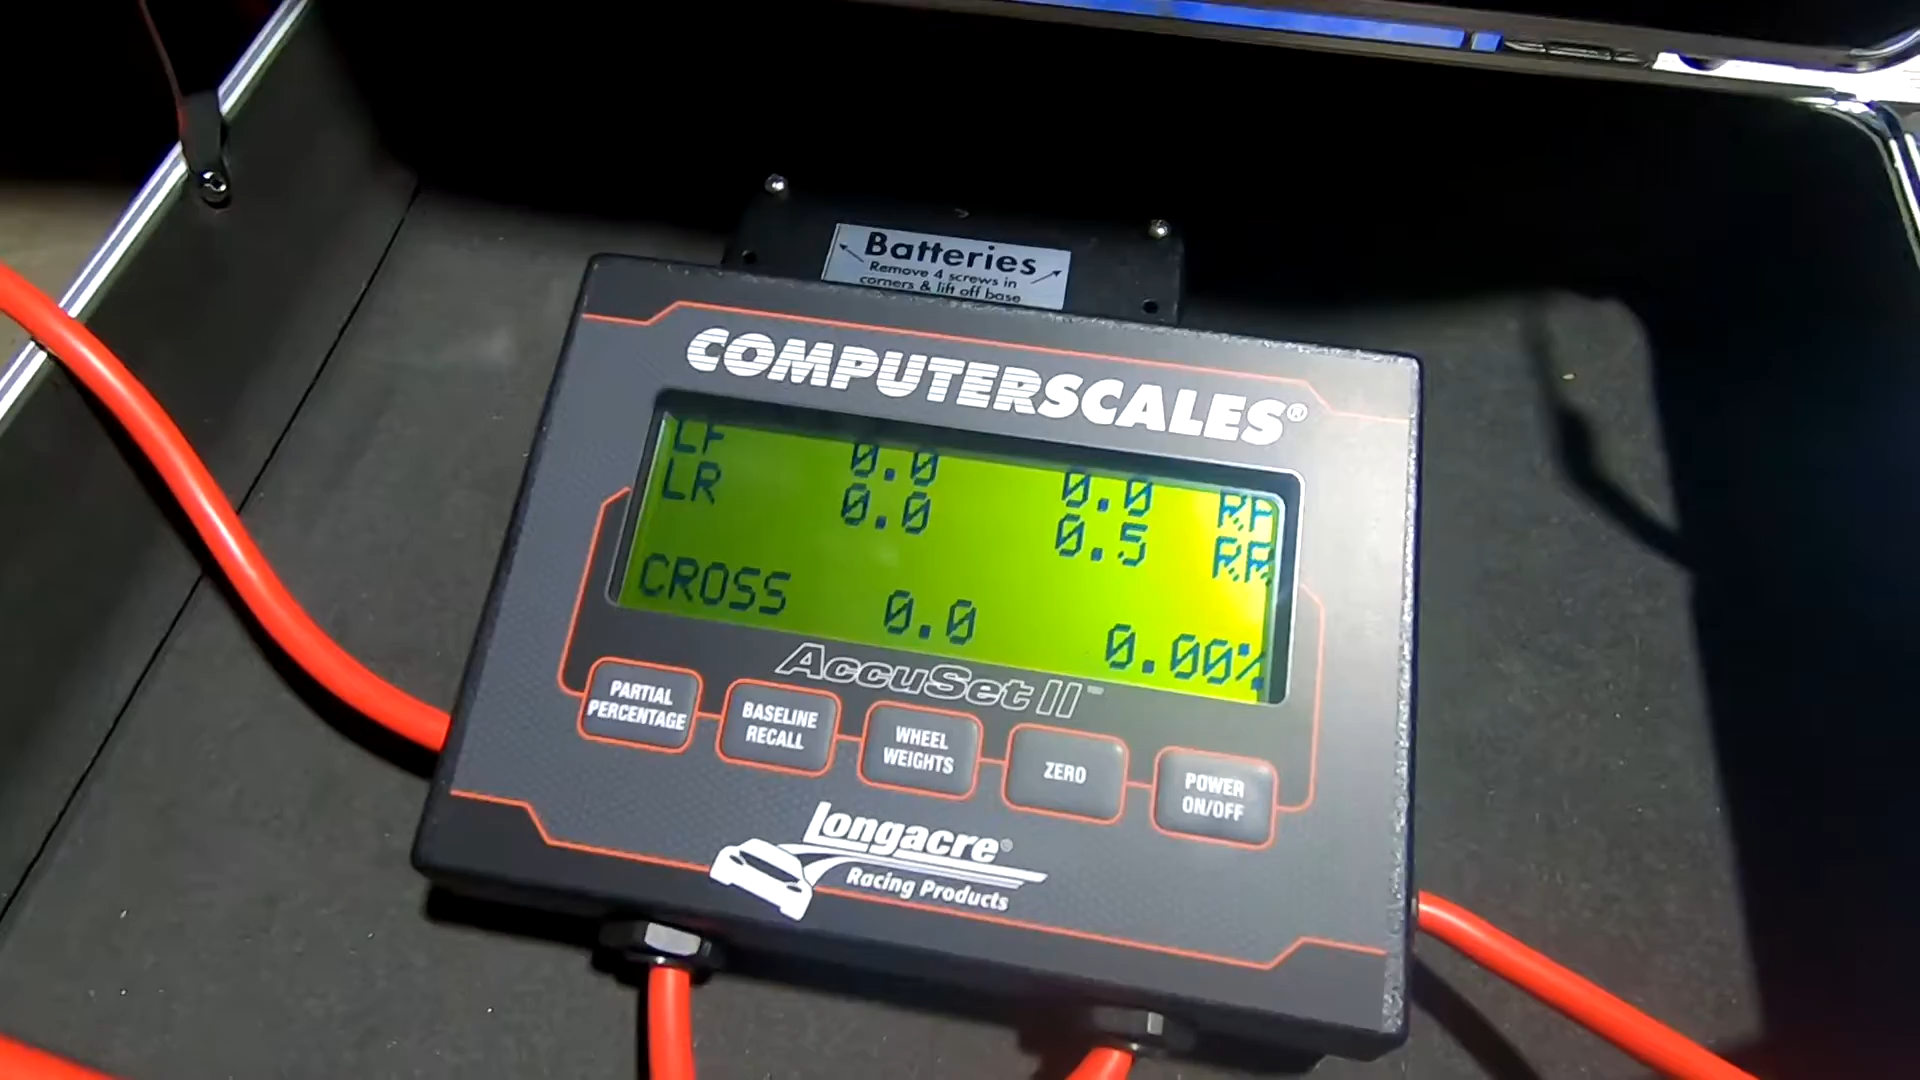 Batteries
Remove 4 screws in
corners & lift off base
COMPUTERSCALES®
LF 0.0 0.0 RF
LR 0.0 0.5 RR
CROSS 0.0 0.00%
AccuSet II™
PARTIAL PERCENTAGE
BASELINE RECALL
WHEEL WEIGHTS
ZERO
POWER ON/OFF
Longacre®
Racing Products